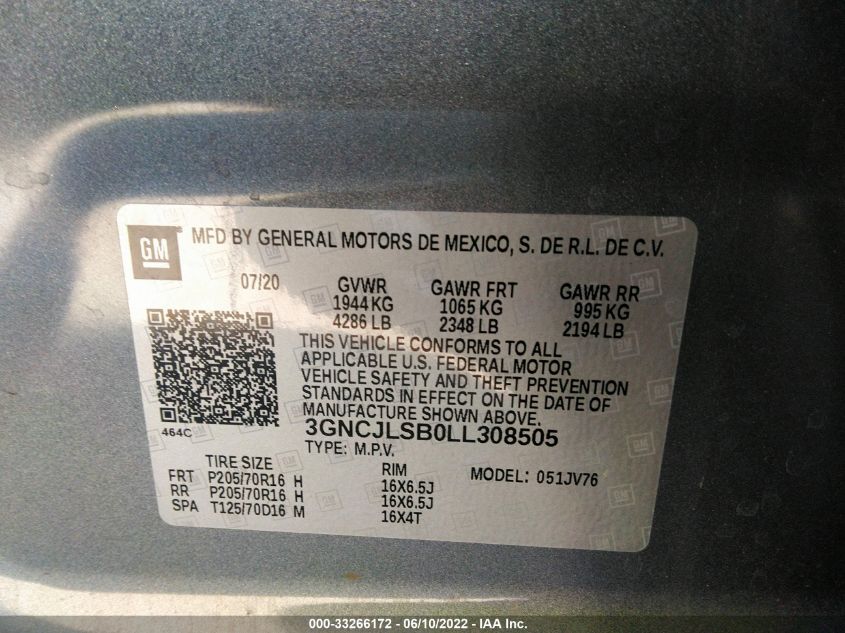 GM
MFD BY GENERAL MOTORS DE MEXICO, S. DE R.L. DE C.V.
07/20 GVWR GAWR FRT GAWR RR
1944 KG 1065 KG 995 KG
4286 LB 2348 LB 2194 LB
THIS VEHICLE CONFORMS TO ALL
APPLICABLE U.S. FEDERAL MOTOR
VEHICLE SAFETY AND THEFT PREVENTION
STANDARDS IN EFFECT ON THE DATE OF
MANUFACTURE SHOWN ABOVE.
464C
3GNCJLSB0LL308505
TYPE: M.P.V.
TIRE SIZE RIM MODEL: 051JV76
FRT P205/70R16 H 16X6.5J
RR P205/70R16 H 16X6.5J
SPA T125/70D16 M 16X4T
000-33266172 - 06/10/2022 - IAA Inc.